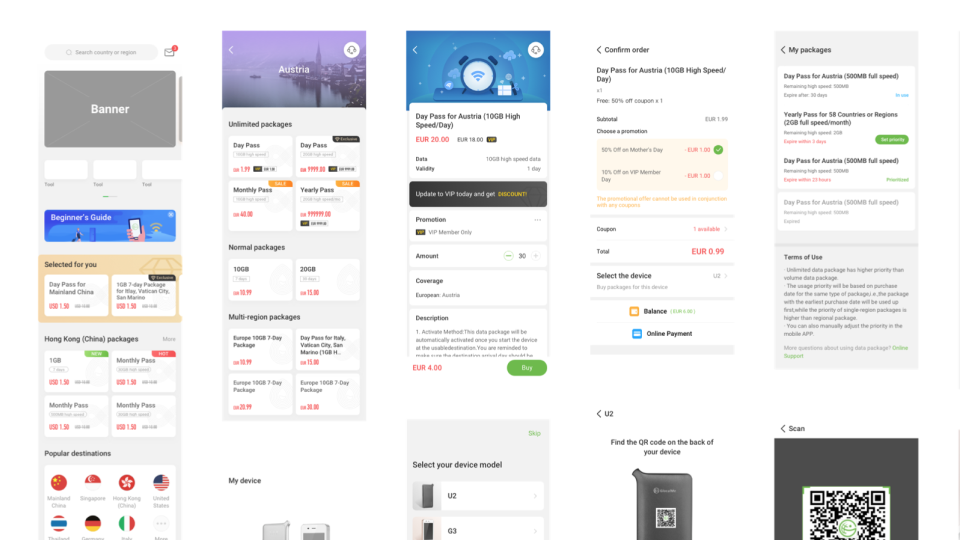 Search country or region
Banner
Tool
Tool
Tool
Beginner's Guide
Selected for you
Exclusive
Day Pass for
Mainland China
USD 1.50
1GB 7-day Package
for Itlay, Vatican City,
San Marino
USD 1.50
Hong Kong (China) packages
More
NEW
1GB
7 days
USD 1.50
HOT
Monthly Pass
USD 1.50
Monthly Pass
USD 1.50
Monthly Pass
USD 1.50
Popular destinations
Mainland
China
Singapore
Hong Kong
(China)
United
States
Thailand
Germany
Italy
More
Austria
Unlimited packages
Day Pass
10GB high speed
EUR 1.99
VIP
Exclusive
Day Pass
EUR 9999.00
VIP
SALE
Monthly Pass
EUR 40.00
SALE
Yearly Pass
EUR 999999.00
VIP
Normal packages
10GB
7 days
EUR 10.99
20GB
EUR 15.00
Multi-region packages
Europe 10GB 7-Day
Package
EUR 10.99
Day Pass for Italy,
Vatican City, San
Marino (1GB H...
EUR 15.00
Europe 10GB 7-Day
Package
EUR 20.99
Europe 10GB 7-Day
Package
EUR 30.00
My device
Day Pass for Austria (10GB High
Speed/Day)
EUR 20.00 EUR 18.00 VIP
Data 10GB high speed data
Validity 1 day
Update to VIP today and get DISCOUNT!
Promotion
VIP VIP Member Only
Amount 30
Coverage
European: Austria
Description
1. Activate Method:This data package will be
automatically activated once you start the device
at the usabledestination.You are reminded to
make sure the destination arrival day should be
EUR 4.00 Buy
Skip
Select your device model
U2
G3
Confirm order
Day Pass for Austria (10GB High Speed/
Day)
x1
Free: 50% off coupon x 1
Subtotal EUR 1.99
Choose a promotion
50% Off on Mother's Day - EUR 1.00
10% Off on VIP Member
Day
- EUR 1.00
The promotional offer cannot be used in conjunction
with any coupons
Coupon 1 available
Total EUR 0.99
Select the device U2
Buy packages for this device
Balance ( EUR 4.00 )
Online Payment
U2
Find the QR code on the back of
your device
My packages
Day Pass for Austria (500MB full speed)
Remaining high speed: 500MB
Expire after: 30 days In use
Yearly Pass for 58 Countries or Regions
(2GB full speed/month)
Remaining high speed: 2GB
Expire within 3 days Set priority
Day Pass for Austria (500MB full speed)
Remaining high speed: 500MB
Expire within 23 hours Prioritized
Day Pass for Austria (500MB full speed)
Remaining high speed: 500MB
Expired
Terms of Use
· Unlimited data package has higher priority than
volume data package.
· The usage priority will be based on purchase
date for the same type of package,i.e.,the package
with the earliest purchase date will be used up
first,while the priority of single-region packages is
higher than regional package.
· You can also manually adjust the priority in the
mobile APP.
More questions about using data package? Online
Support
Scan